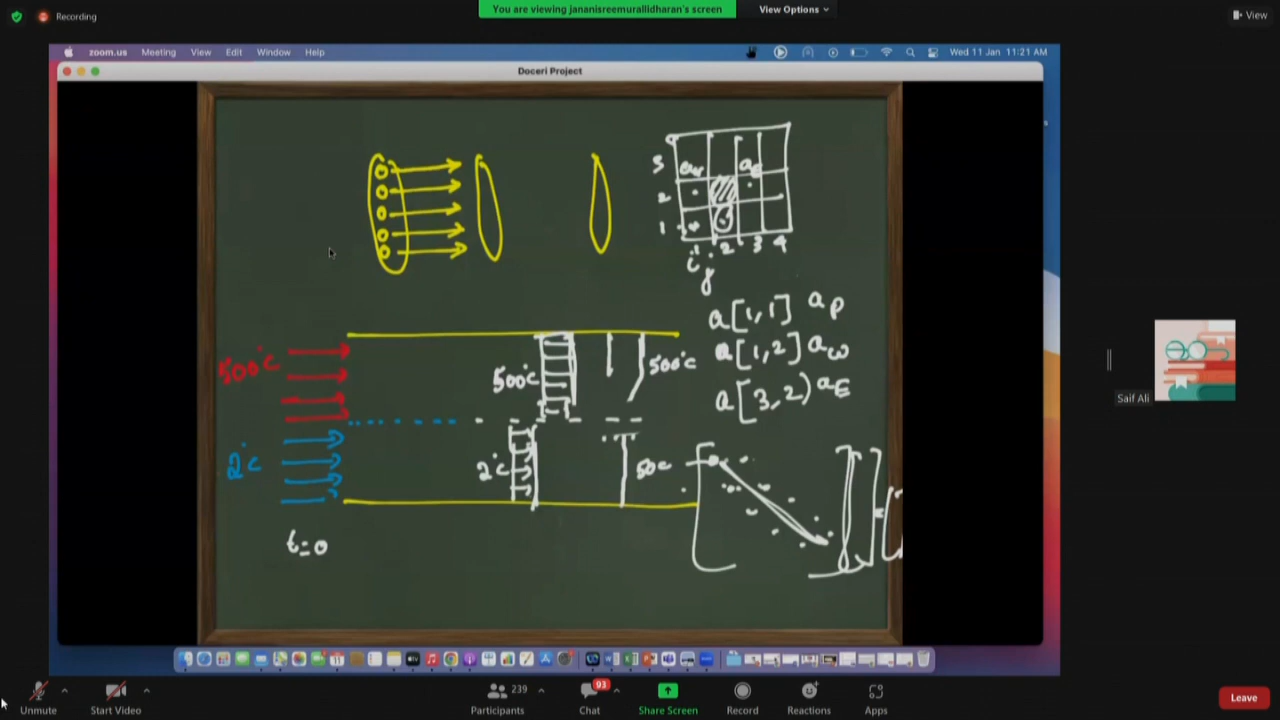 You are viewing jananisreemurallidharan's screen
View Options
Recording
View
zoom.us Meeting View Edit Window Help
Wed 11 Jan 11:21 AM
Doceri Project
3
2
1
1 2 3 4
i
j
a[1,1] aP
a[1,2] aw
a[3,2) aE
500°C
500°C
500°C
2°C
2°C
50c
t=0
Saif Ali
Unmute
Start Video
239
Participants
93
Chat
Share Screen
Record
Reactions
Apps
Leave